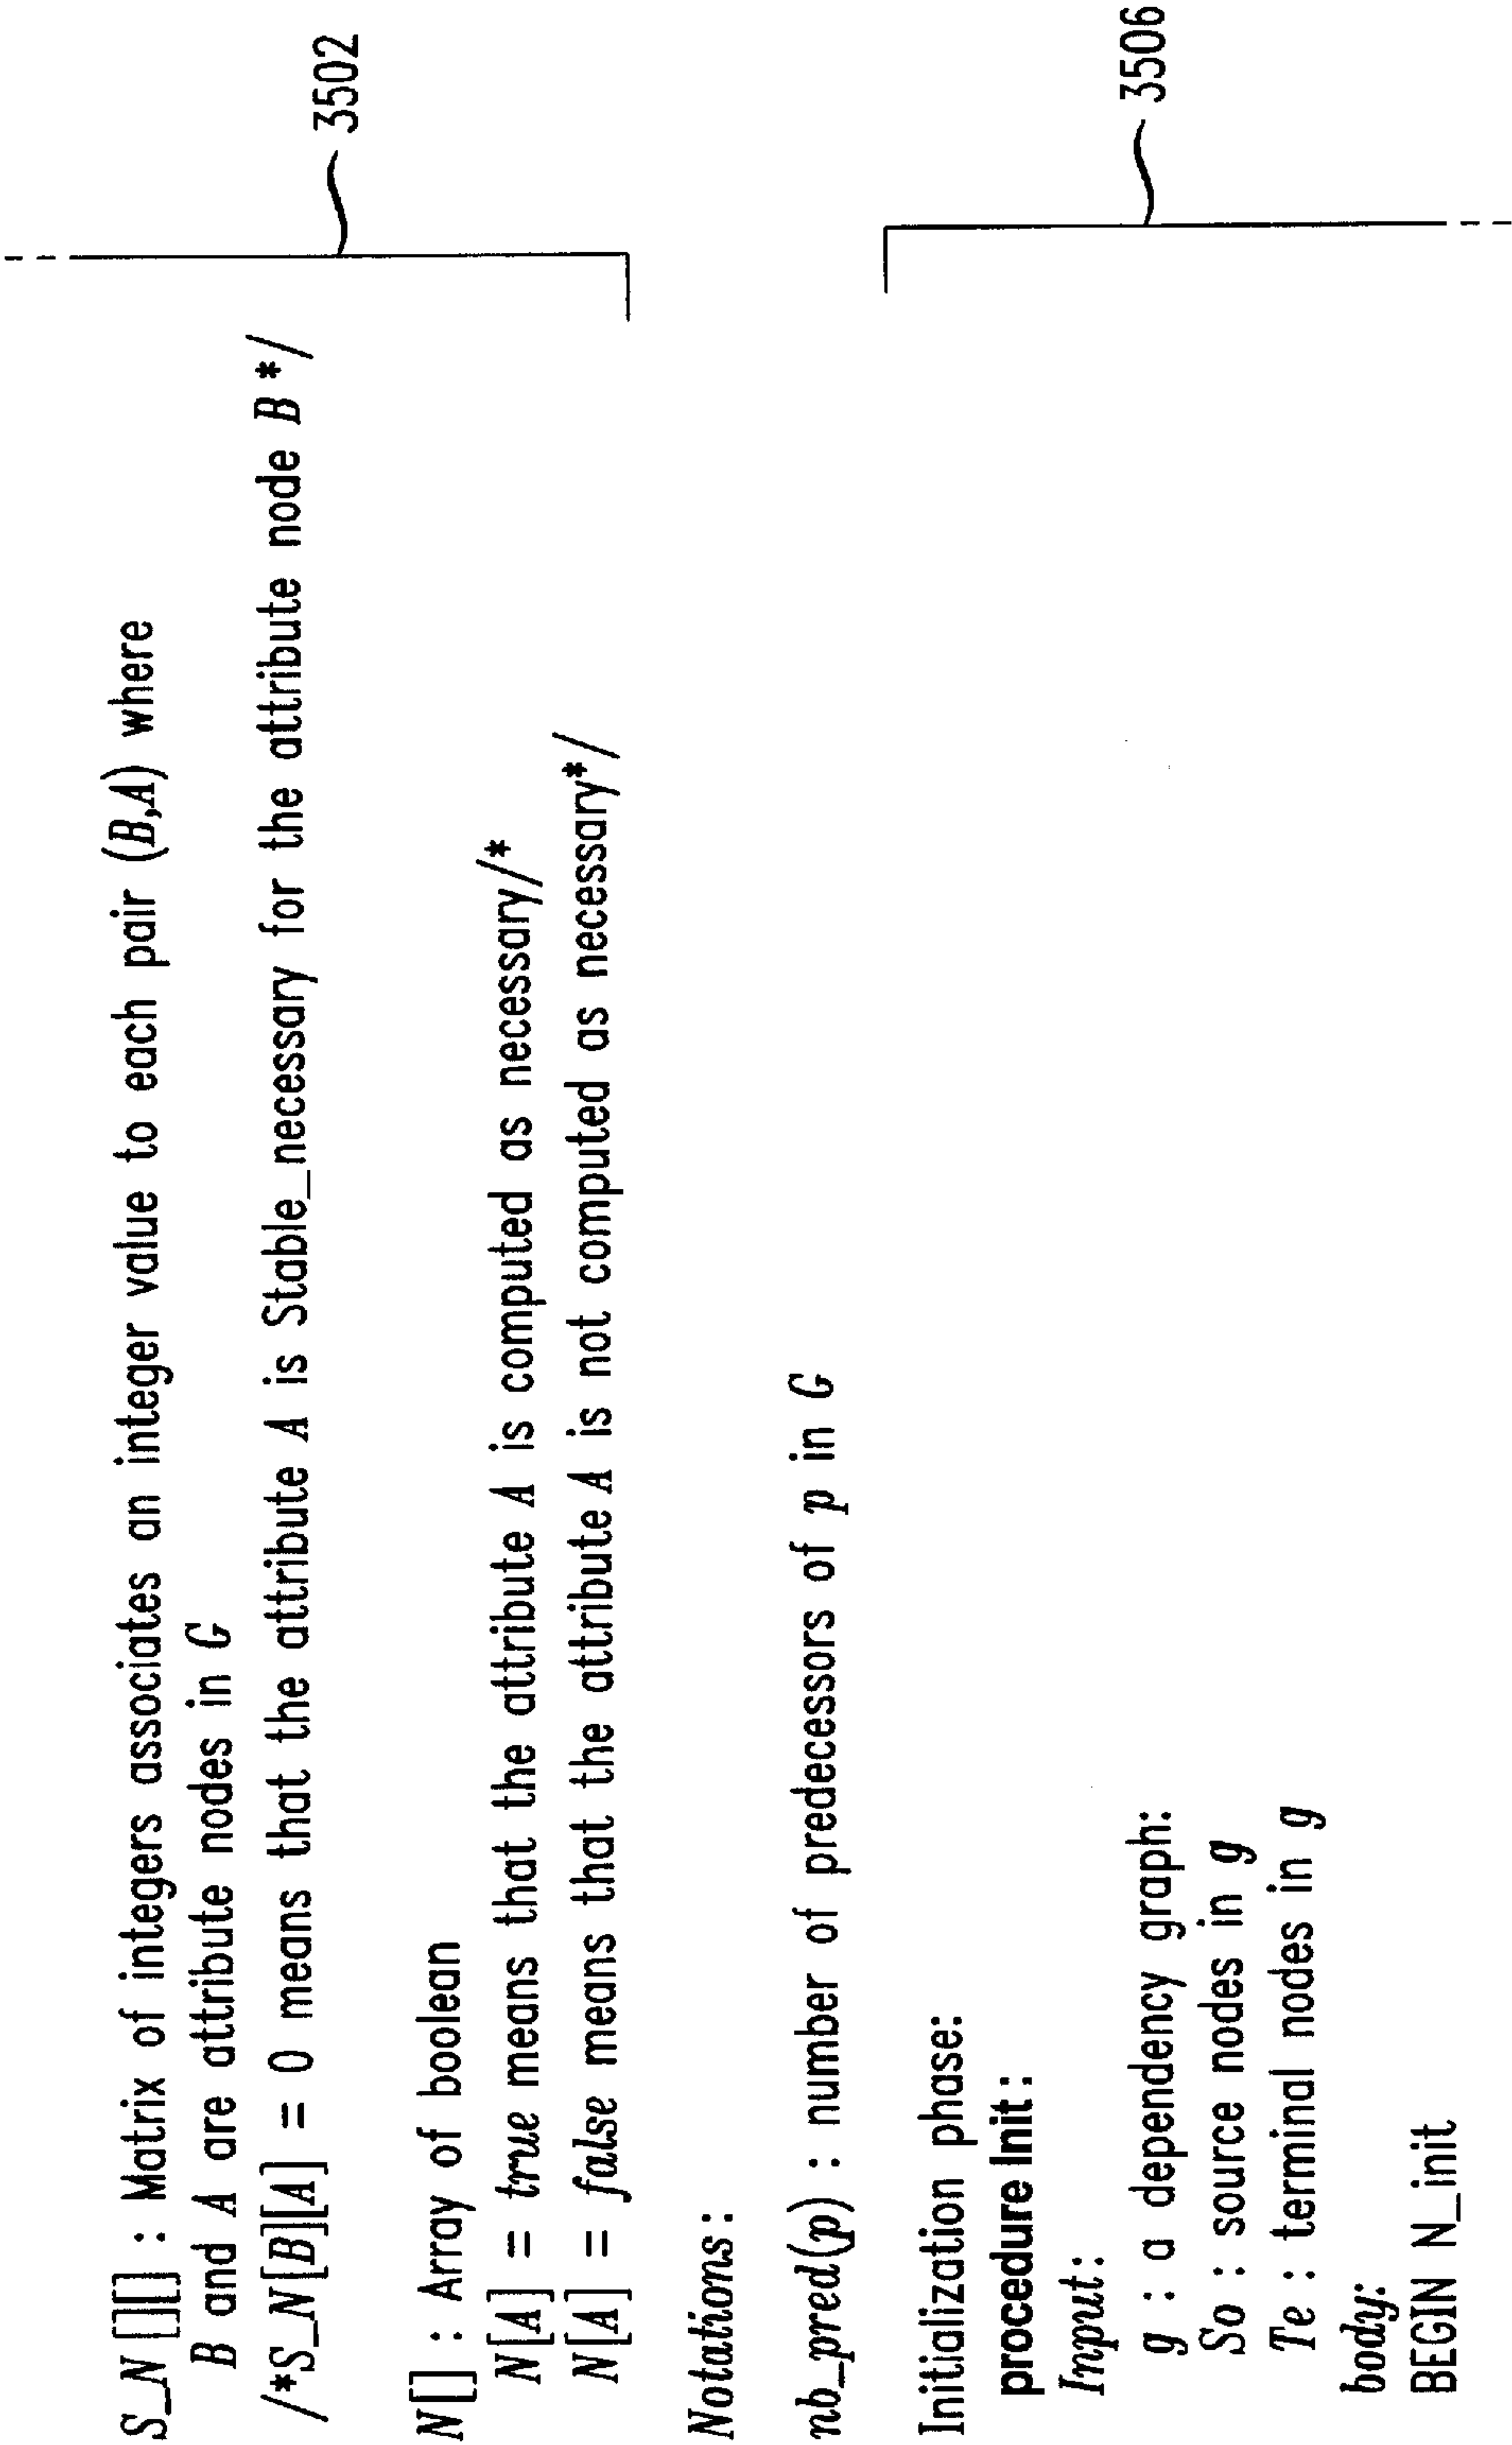 S_N [][] : Matrix of integers associates an integer value to each pair (B,A) where
B and A are attribute nodes in G
/*S_N[B][A] = 0 means that the attribute A is Stable_necessary for the attribute node B */
3502
N[] : Array of boolean
N[A] = true means that the attribute A is computed as necessary/*
N[A] = false means that the attribute A is not computed as necessary*/
Notations:
nb_pred(p) : number of predecessors of p in G
Initialization phase:
procedure Init:
Input:
g : a dependency graph:
So : source nodes in g
Te : terminal nodes in g
body:
BEGIN N_init
3506